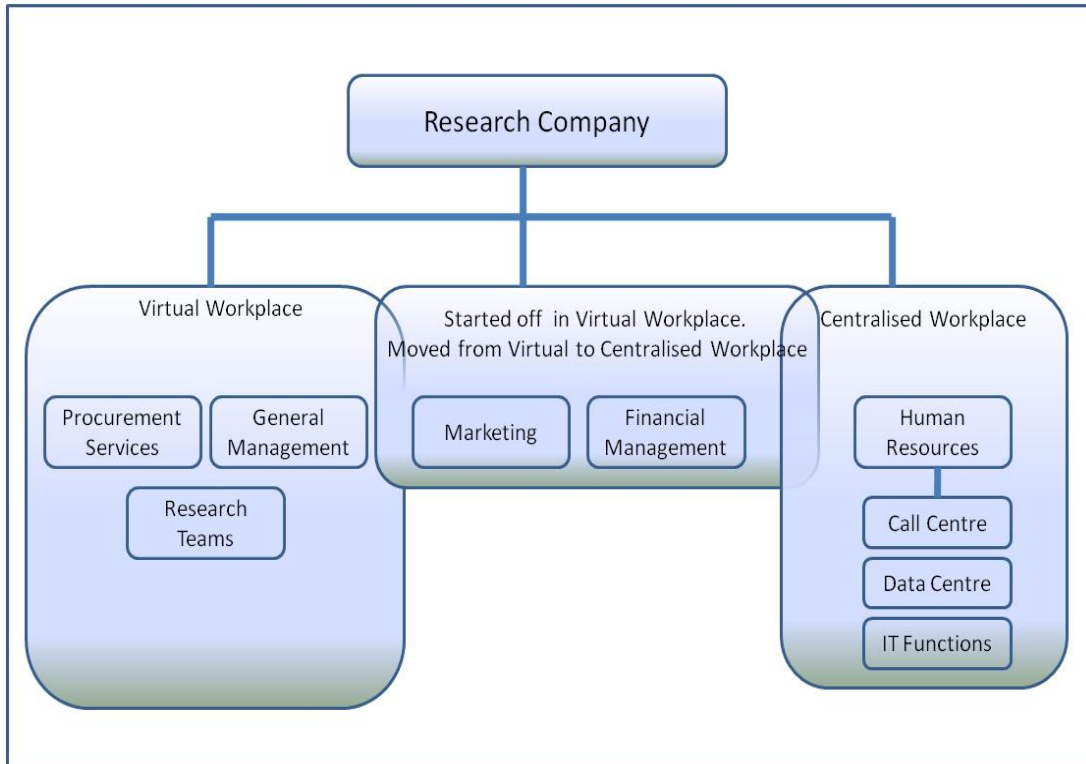 Research Company
Virtual Workplace
Started off in Virtual Workplace.
Moved from Virtual to Centralised Workplace
Centralised Workplace
Procurement
Services
General
Management
Research
Teams
Marketing
Financial
Management
Human
Resources
Call Centre
Data Centre
IT Functions